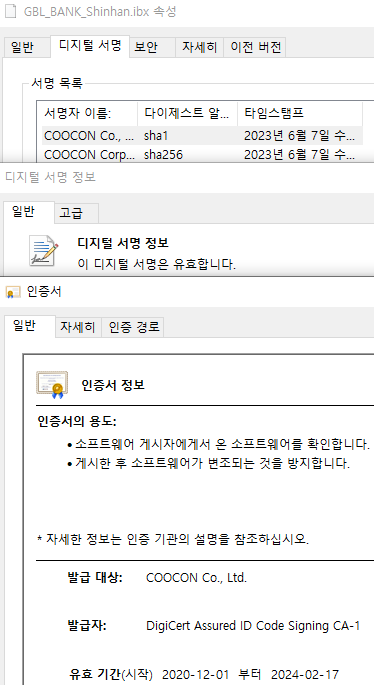 GBL_BANK_Shinhan.ibx 속성
일반 디지털 서명 보안 자세히 이전 버전
서명 목록
서명자 이름: 다이제스트 알... 타임스탬프
COOCON Co., ... sha1 2023년 6월 7일 수...
COOCON Corp... sha256 2023년 6월 7일 수...
디지털 서명 정보
일반 고급
디지털 서명 정보
이 디지털 서명은 유효합니다.
인증서
일반 자세히 인증 경로
인증서 정보
인증서의 용도:
• 소프트웨어 게시자에게서 온 소프트웨어를 확인합니다.
• 게시한 후 소프트웨어가 변조되는 것을 방지합니다.
* 자세한 정보는 인증 기관의 설명을 참조하십시오.
발급 대상: COOCON Co., Ltd.
발급자: DigiCert Assured ID Code Signing CA-1
유효 기간(시작) 2020-12-01 부터 2024-02-17